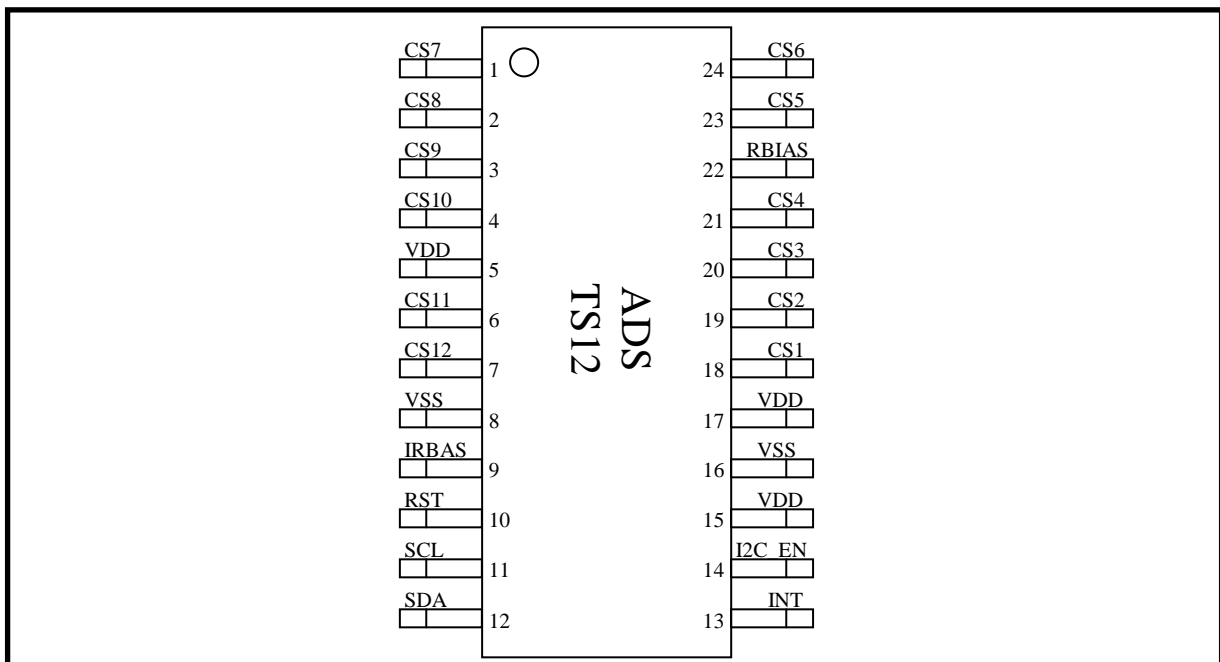 CS7 1 24 CS6
CS8 2 23 CS5
CS9 3 22 RBIAS
CS10 4 21 CS4
VDD 5 20 CS3
CS11 6 19 CS2
CS12 7 18 CS1
VSS 8 17 VDD
IRBAS 9 16 VSS
RST 10 15 VDD
SCL 11 14 I2C_EN
SDA 12 13 INT
ADS
TS12